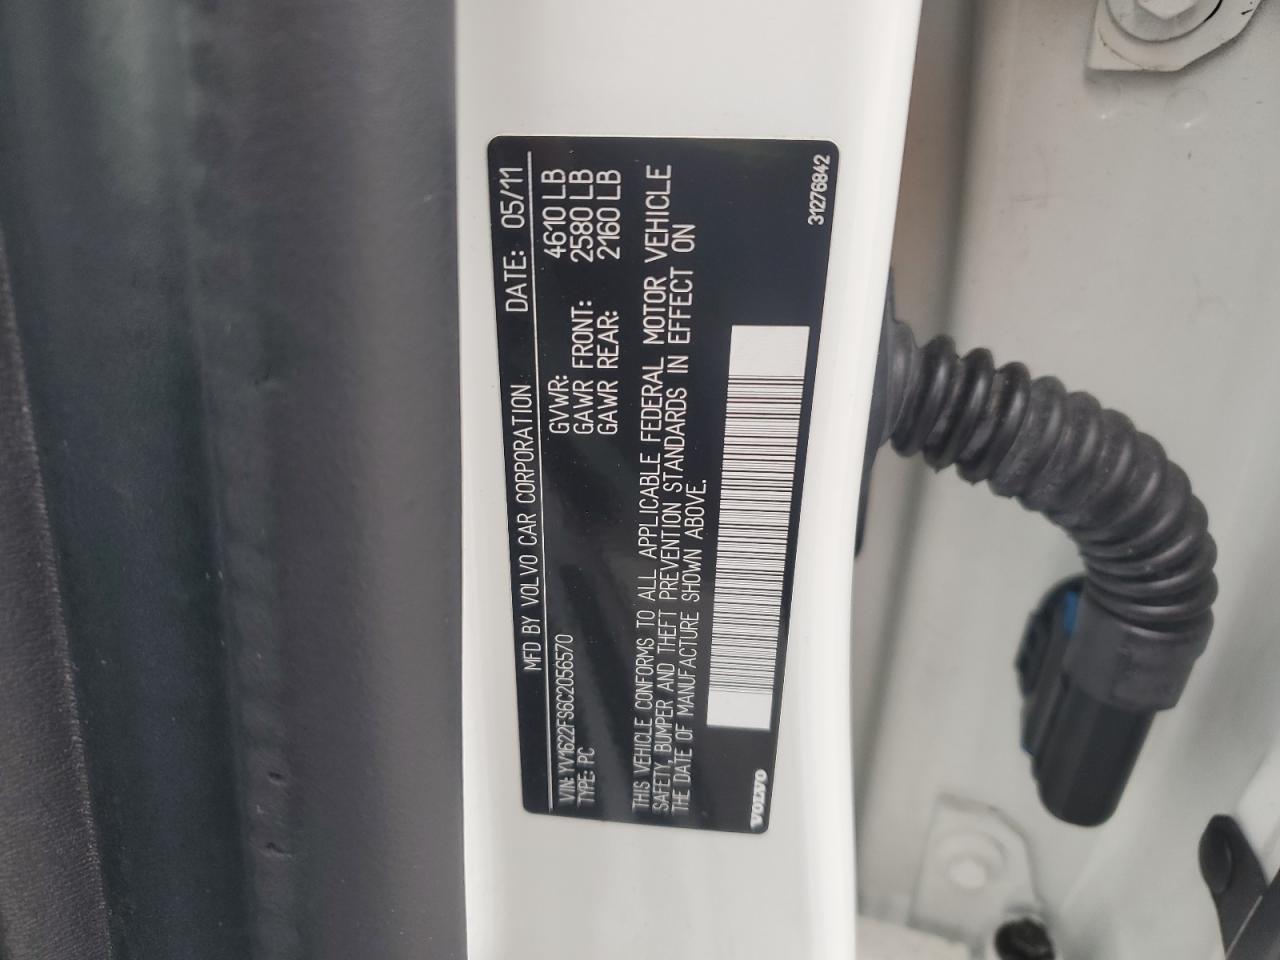 MFD BY VOLVO CAR CORPORATION DATE: 05/11
VIN: YV1622FS6C2056570 GVWR: 4610 LB
TYPE: PC GAWR FRONT: 2580 LB
GAWR REAR: 2160 LB
THIS VEHICLE CONFORMS TO ALL APPLICABLE FEDERAL MOTOR VEHICLE
SAFETY, BUMPER AND THEFT PREVENTION STANDARDS IN EFFECT ON
THE DATE OF MANUFACTURE SHOWN ABOVE.
VOLVO 31276842